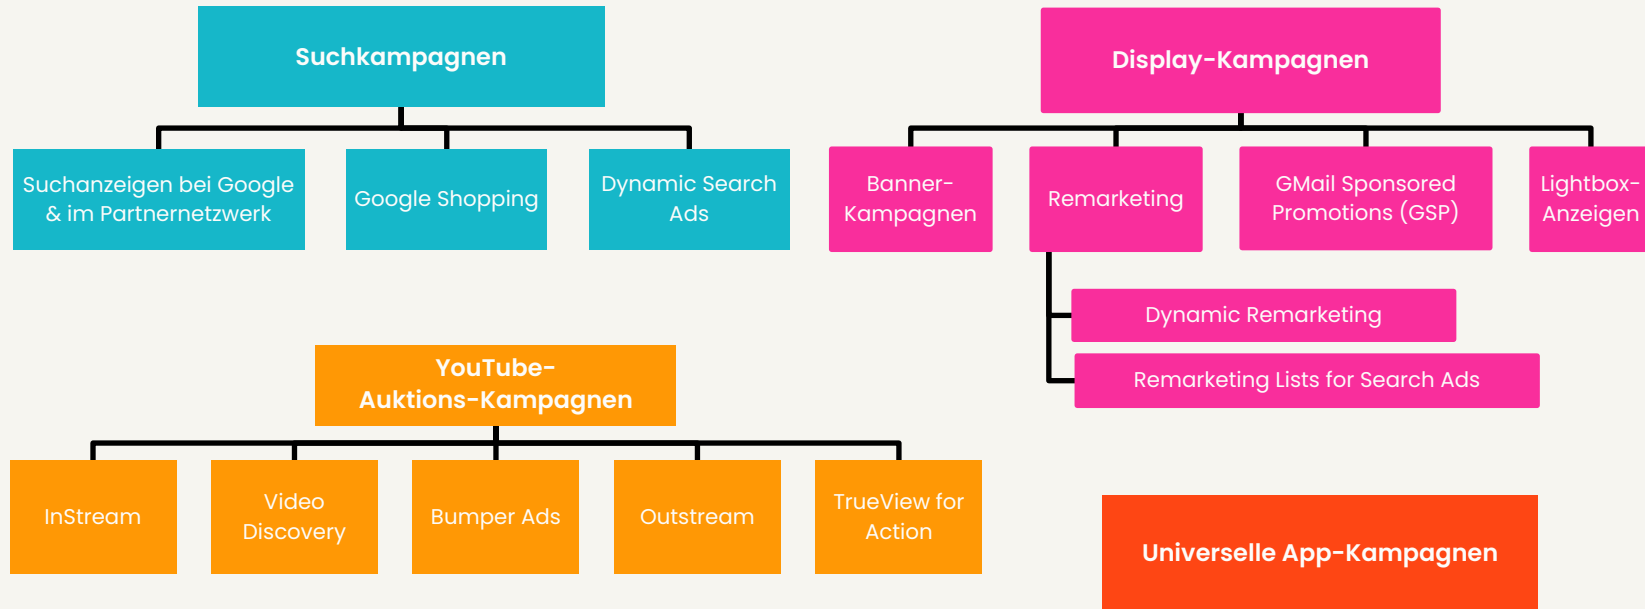 Suchkampagnen
Suchanzeigen bei Google
& im Partnernetzwerk
Google Shopping
Dynamic Search
Ads
Display-Kampagnen
Banner-
Kampagnen
Remarketing
GMail Sponsored
Promotions (GSP)
Lightbox-
Anzeigen
Dynamic Remarketing
Remarketing Lists for Search Ads
YouTube-
Auktions-Kampagnen
InStream
Video
Discovery
Bumper Ads
Outstream
TrueView for
Action
Universelle App-Kampagnen